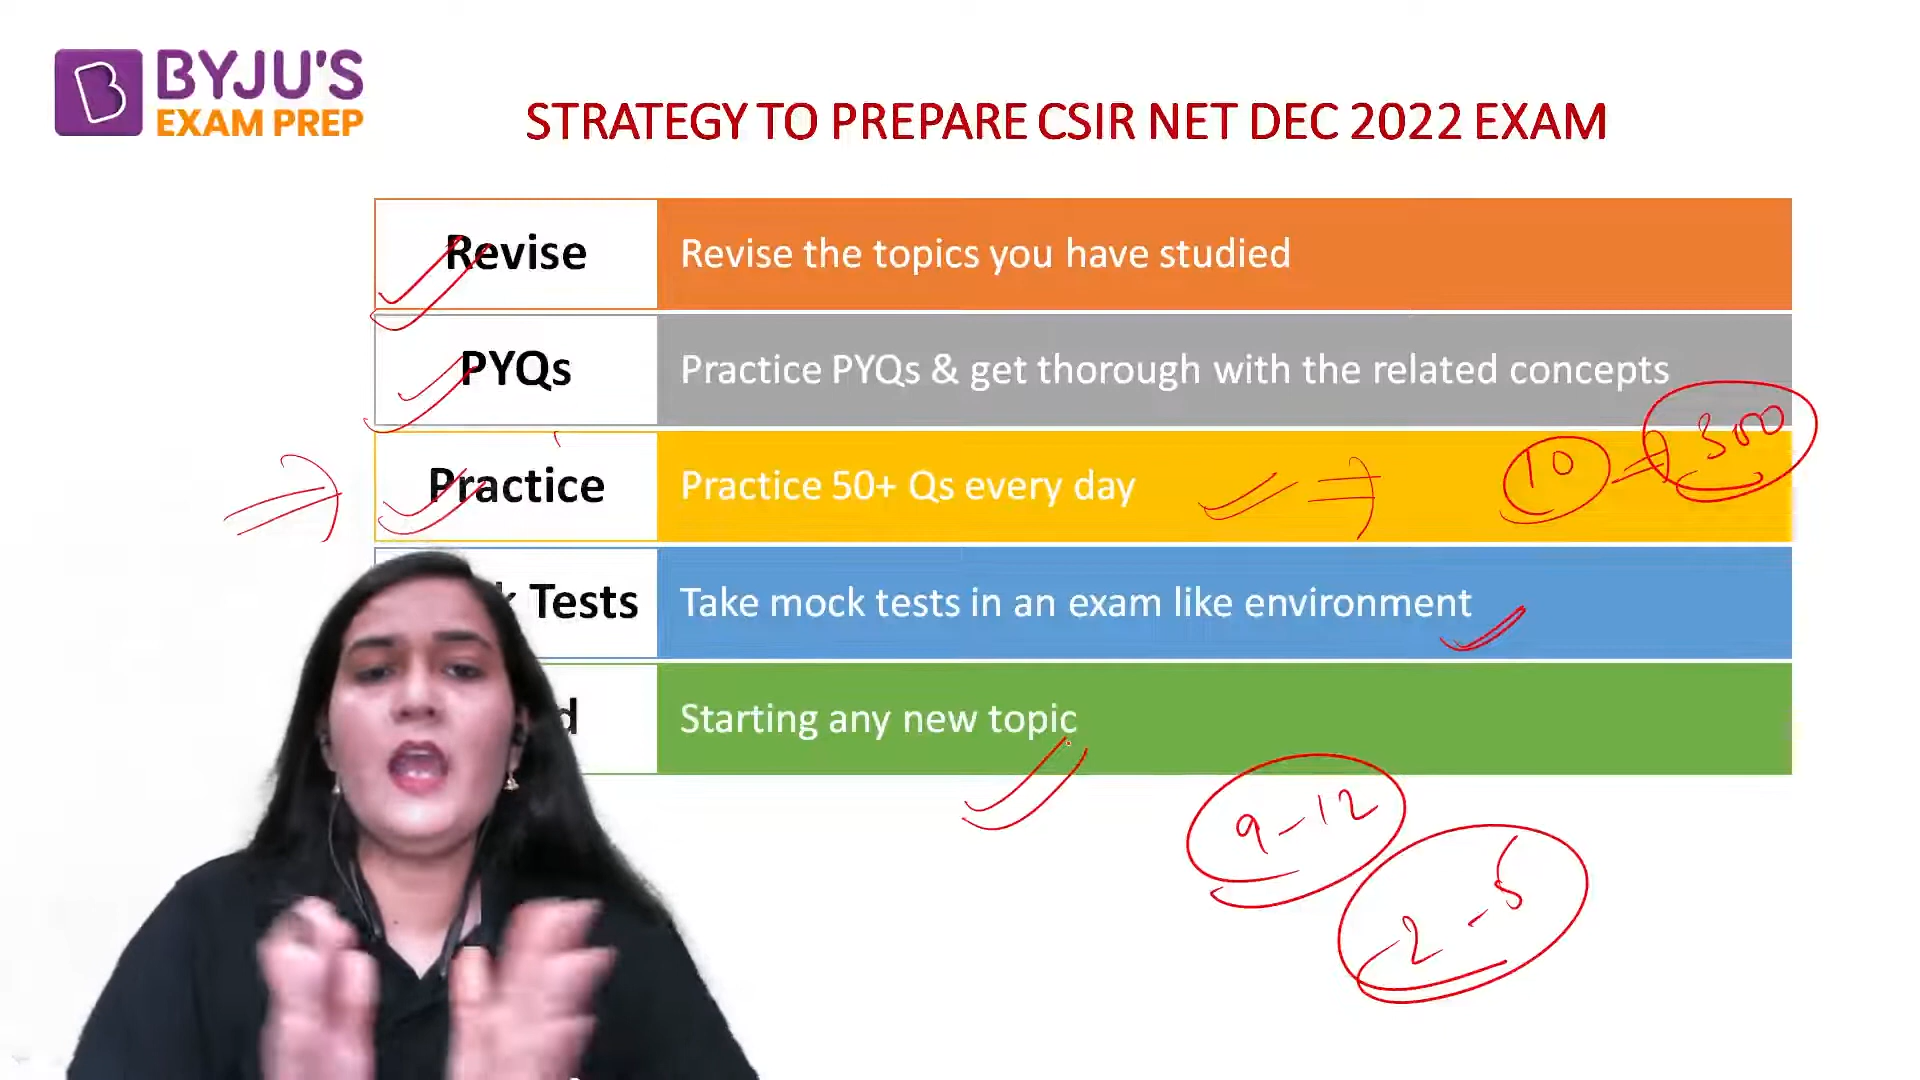 BYJU'S
EXAM PREP
STRATEGY TO PREPARE CSIR NET DEC 2022 EXAM
Revise
Revise the topics you have studied
PYQs
Practice PYQs & get thorough with the related concepts
Practice
Practice 50+ Qs every day
10
300
Tests
Take mock tests in an exam like environment
Starting any new topic
9-12
2-5